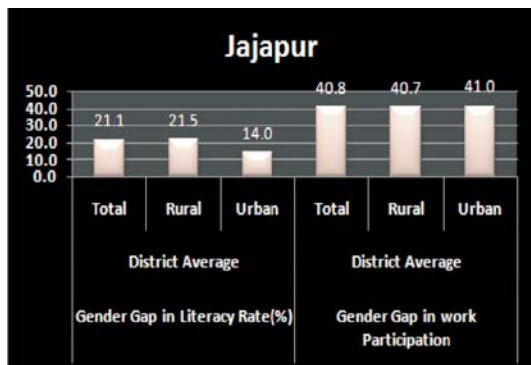 Jajapur
50.0
40.0
30.0
20.0
10.0
0.0
21.1
21.5
14.0
40.8
40.7
41.0
Total Rural Urban Total Rural Urban
District Average District Average
Gender Gap in Literacy Rate(%) Gender Gap in work
Participation